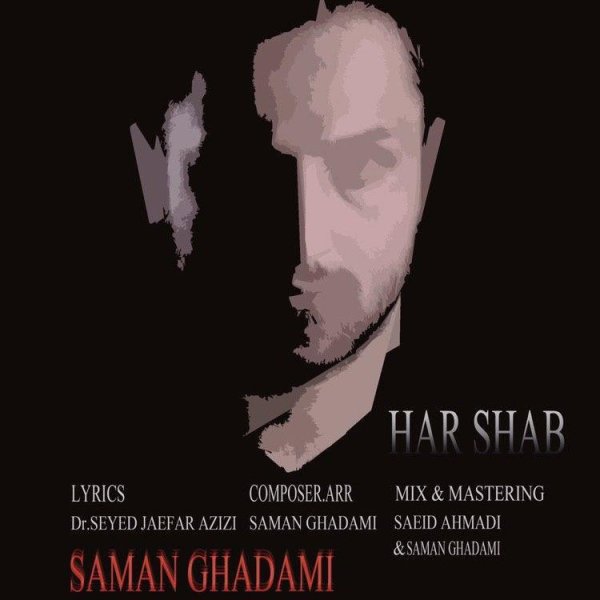 HAR SHAB
LYRICS
Dr.SEYED JAEFAR AZIZI
COMPOSER.ARR
SAMAN GHADAMI
MIX & MASTERING
SAEID AHMADI
& SAMAN GHADAMI
SAMAN GHADAMI